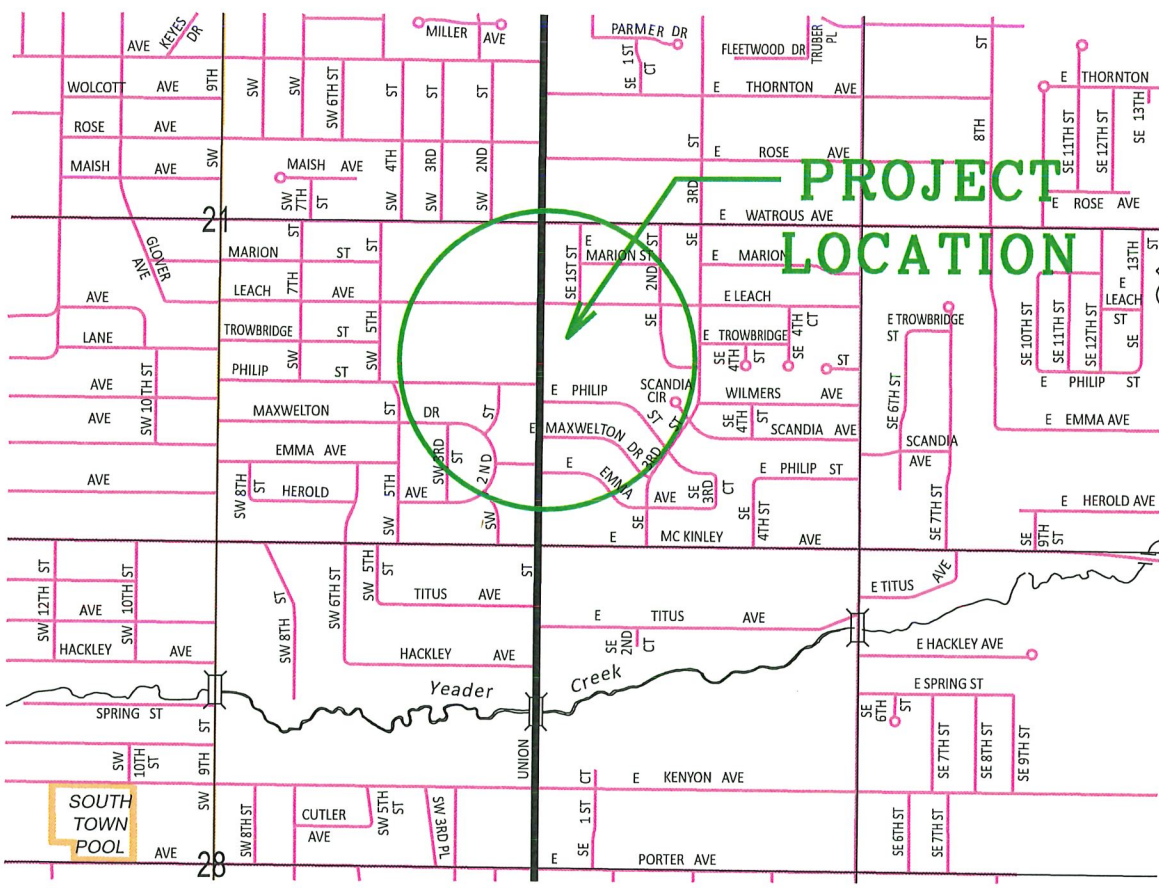 AVE
KEYES
DR
MILLER
AVE
PARMER DR
SE 1 ST
CT
FLEETWOOD DR
TRUBER
PL
ST
WOLCOTT AVE
9TH
SW
SW
SW 6TH ST
ST
ST
ST
E THORNTON AVE
E THORNTON
ROSE AVE
SW
4TH
SW
3RD
SW
2ND
SW
ST
3RD
E ROSE AVE
8TH
SE 11TH ST
SE 12TH ST
SE 13TH
MAISH AVE
MAISH AVE
SW
7TH
ST
PROJECT
LOCATION
E ROSE AVE
21
E WATROUS AVE
GLOVER
AVE
MARION ST
ST
7TH
SW
ST
5TH
SW
SE 1ST ST
E
MARION ST
ST
2ND
SE
SE
E MARION
13TH ST
SE
LEACH AVE
E LEACH
E
LEACH
ST
AVE
LANE
TROWBRIDGE ST
E TROWBRIDGE
ST
SE 4TH
CT
SE
4TH
ST
E TROWBRIDGE
ST
SE 10TH ST
SE 11TH ST
SE 12TH ST
PHILIP ST
E PHILIP
ST
SCANDIA
CIR
WILMERS AVE
E PHILIP ST
AVE
AVE
SW 10TH ST
MAXWELTON DR
ST
5TH
SW
ST
2ND
SW
SW 3RD
ST
E MAXWELTON DR
3RD
ST
SE
SE
4TH
ST
SCANDIA AVE
SE 6TH ST
E EMMA AVE
SCANDIA
AVE
EMMA AVE
E
EMMA
AVE
SE
3RD
CT
E PHILIP ST
AVE
SW 8TH
ST
HEROLD
AVE
SE
4TH ST
SE 7TH ST
E HEROLD AVE
SE
9TH
ST
E MC KINLEY AVE
SW 12TH ST
SW 10TH ST
AVE
HACKLEY AVE
ST
SW 8TH
SW 6TH ST
SW 5TH
ST
TITUS AVE
E TITUS AVE
E TITUS
AVE
SE
2ND
CT
HACKLEY AVE
E HACKLEY AVE
Yeader
Creek
SPRING ST
E SPRING ST
SE
6TH
ST
ST
9TH
SW
SW
10TH
ST
UNION
CT
1 ST
SE
E KENYON AVE
SE 7TH ST
SE 8TH ST
SE 9TH ST
SOUTH
TOWN
POOL
AVE
28
SW 8TH ST
CUTLER
AVE
SW 5TH
ST
SW 3RD PL
E PORTER AVE
SE 6TH ST
SE 7TH ST